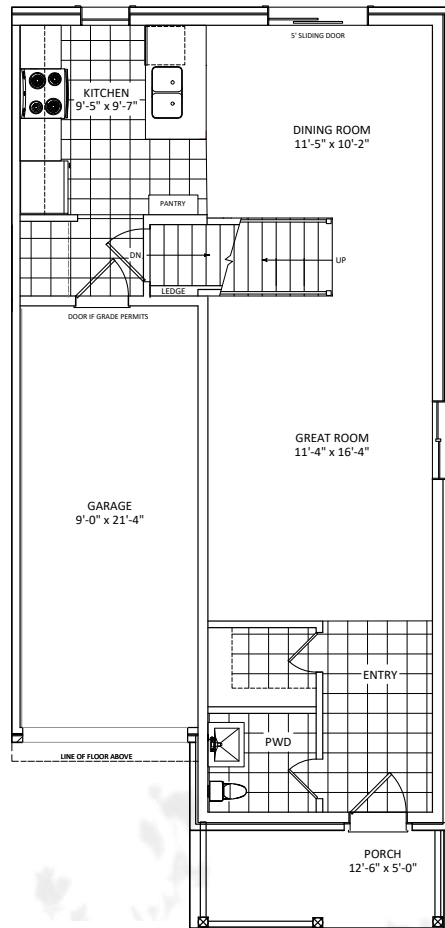 5' SLIDING DOOR
KITCHEN
9'-5" x 9'-7"
DINING ROOM
11'-5" x 10'-2"
PANTRY
DN
UP
LEDGE
DOOR IF GRADE PERMITS
GREAT ROOM
11'-4" x 16'-4"
GARAGE
9'-0" x 21'-4"
ENTRY
PWD
LINE OF FLOOR ABOVE
PORCH
12'-6" x 5'-0"